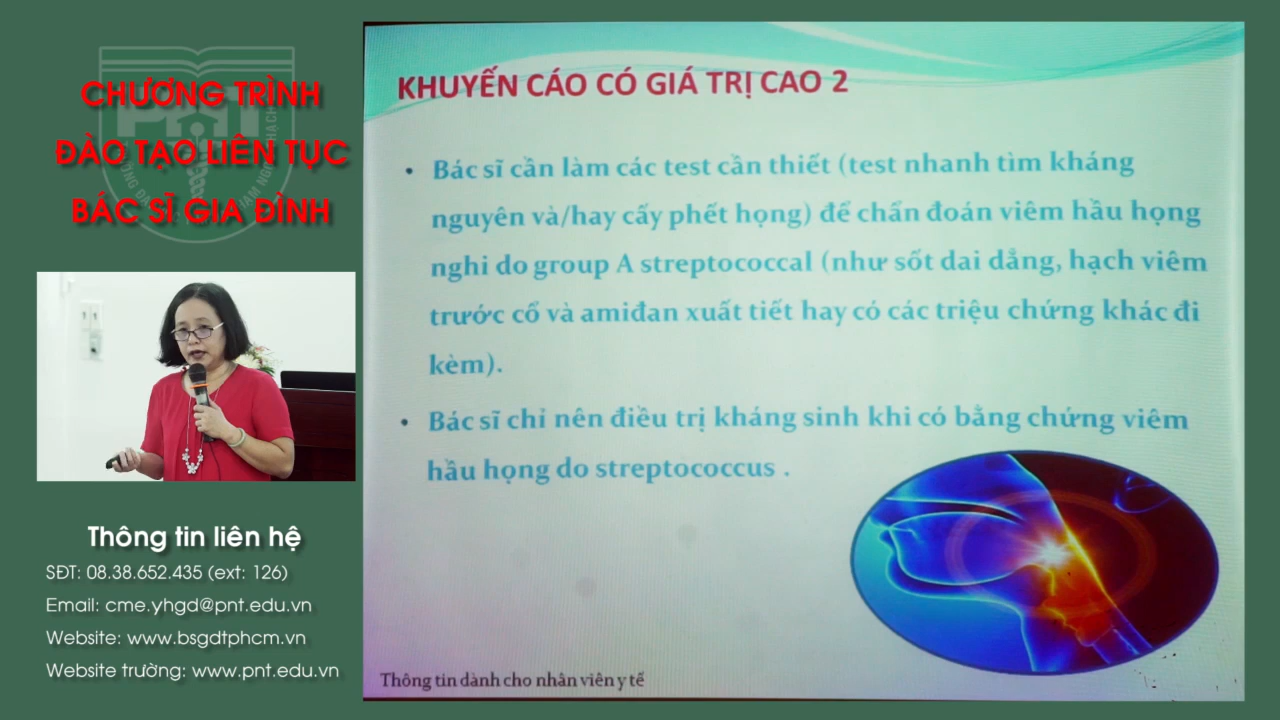 CHƯƠNG TRÌNH
ĐÀO TẠO LIÊN TỤC
BÁC SĨ GIA ĐÌNH
Thông tin liên hệ
SĐT: 08.38.652.435 (ext: 126)
Email: cme.yhgd@pnt.edu.vn
Website: www.bsgdtphcm.vn
Website trường: www.pnt.edu.vn
KHUYẾN CÁO CÓ GIÁ TRỊ CAO 2
• Bác sĩ cần làm các test cần thiết (test nhanh tìm kháng
nguyên và/hay cấy phết họng) để chẩn đoán viêm hầu họng
nghi do group A streptococcal (như sốt dai dẳng, hạch viêm
trước cổ và amiđan xuất tiết hay có các triệu chứng khác đi
kèm).
• Bác sĩ chỉ nên điều trị kháng sinh khi có bằng chứng viêm
hầu họng do streptococcus .
Thông tin dành cho nhân viên y tế